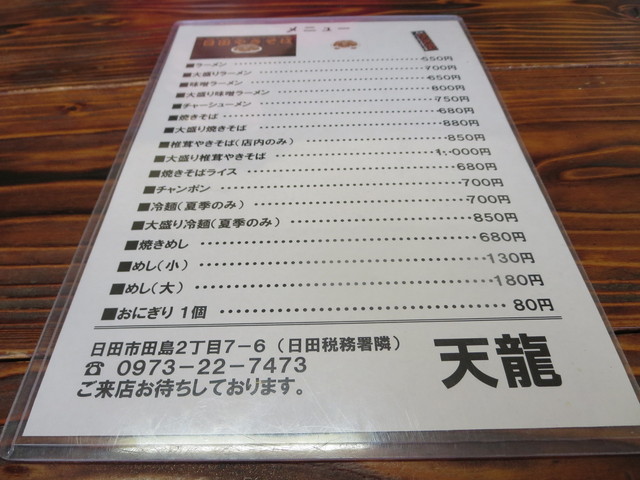 メニュー
日田やきそば
■ラーメン 550円
■大盛りラーメン 700円
■味噌ラーメン 650円
■大盛り味噌ラーメン 800円
■チャーシューメン 750円
■焼きそば 680円
■大盛り焼きそば 880円
■椎茸やきそば(店内のみ) 850円
■大盛り椎茸やきそば 1,000円
■焼きそばライス 680円
■チャンポン 700円
■冷麺(夏季のみ) 700円
■大盛り冷麺(夏季のみ) 850円
■焼きめし 680円
■めし(小) 130円
■めし(大) 180円
■おにぎり 1個 80円
日田市田島2丁目7-6(日田税務署隣)
☎ 0973-22-7473
ご来店お待ちしております。
天龍